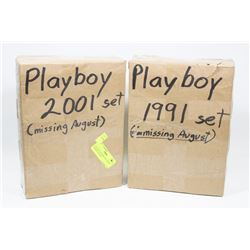 Playboy
2001 set
(missing August)
Playboy
1991 set
(missing August)